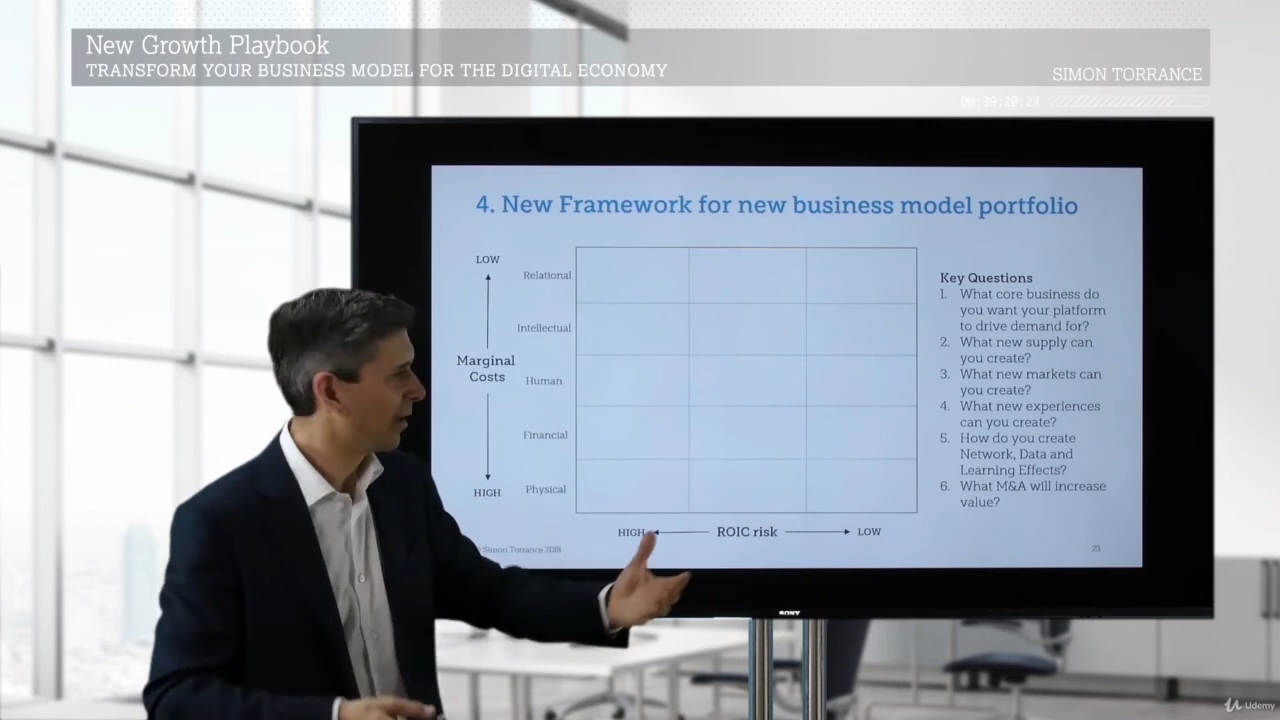 New Growth Playbook
TRANSFORM YOUR BUSINESS MODEL FOR THE DIGITAL ECONOMY
SIMON TORRANCE
00:39:20:24
4. New Framework for new business model portfolio
LOW
Marginal
Costs
HIGH
Relational
Intellectual
Human
Financial
Physical
HIGH
ROIC risk
LOW
Key Questions
1. What core business do
you want your platform
to drive demand for?
2. What new supply can
you create?
3. What new markets can
you create?
4. What new experiences
can you create?
5. How do you create
Network, Data and
Learning Effects?
6. What M&A will increase
value?
Simon Torrance 2018
23
SONY
Udemy